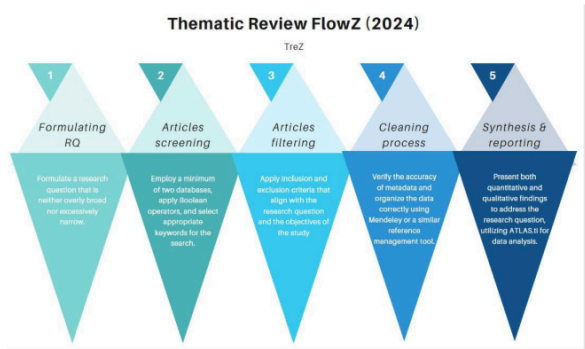 Thematic Review FlowZ (2024)
TreZ
1
Formulating
RQ
Formulate a research
question that is
neither overly broad
nor excessively
narrow.
2
Articles
screening
Employ a minimum
of two databases,
apply Boolean
operators, and select
appropriate
keywords for the
search.
3
Articles
filtering
Apply inclusion and
exclusion criteria that
align with the
research question
and the objectives of
the study
4
Cleaning
process
Verify the accuracy
of metadata and
organize the data
correctly using
Mendeley or a similar
reference
management tool.
5
Synthesis &
reporting
Present both
quantitative and
qualitative findings
to address the
research question,
utilizing ATLAS.ti for
data analysis.